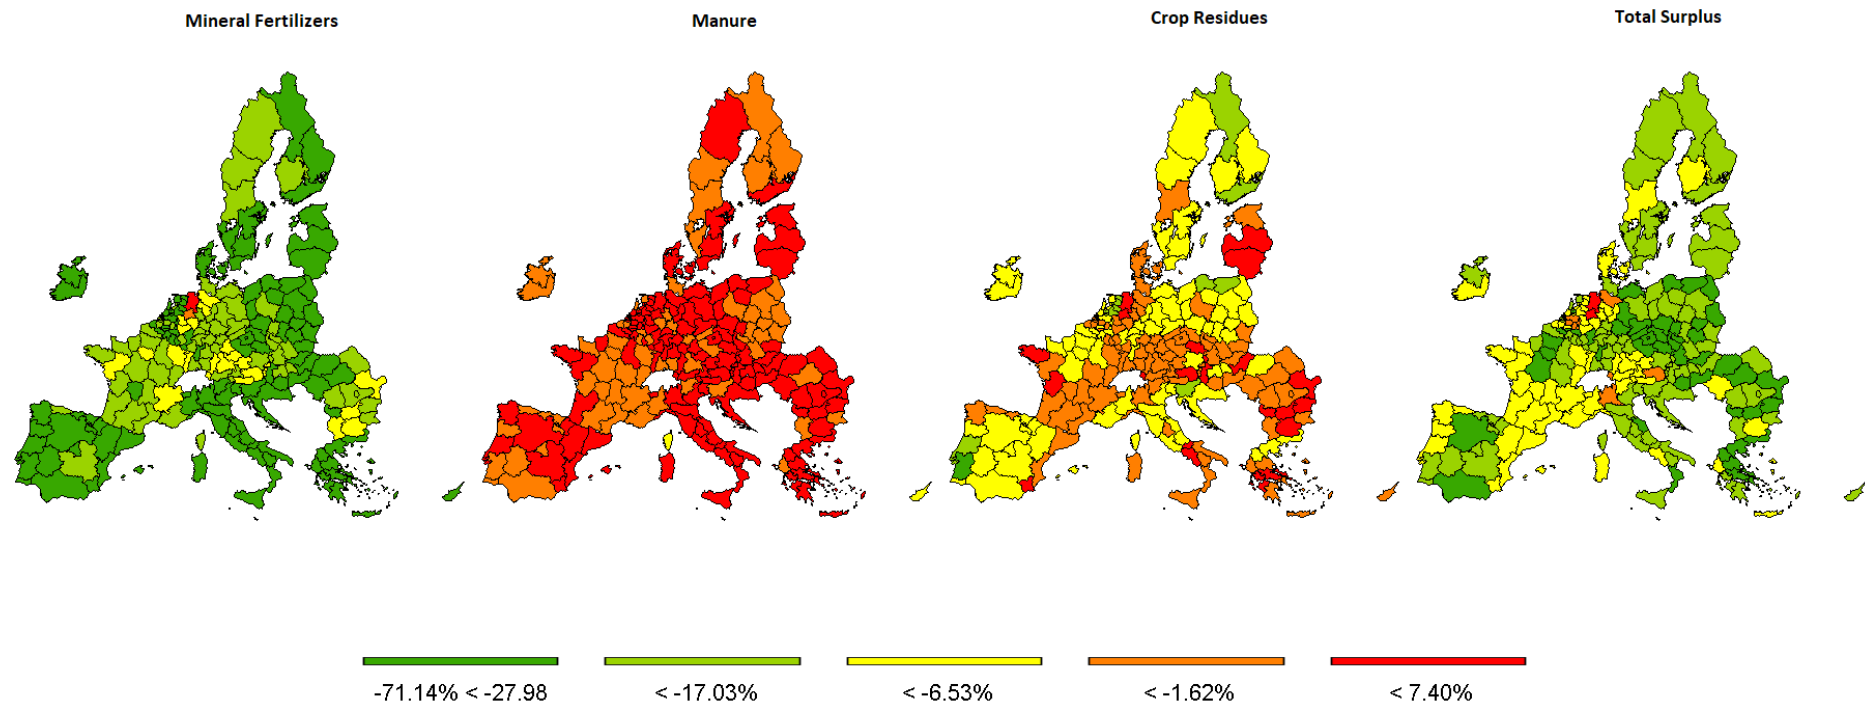 Mineral Fertilizers
Manure
Crop Residues
Total Surplus
-71.14% < -27.98
< -17.03%
< -6.53%
< -1.62%
< 7.40%